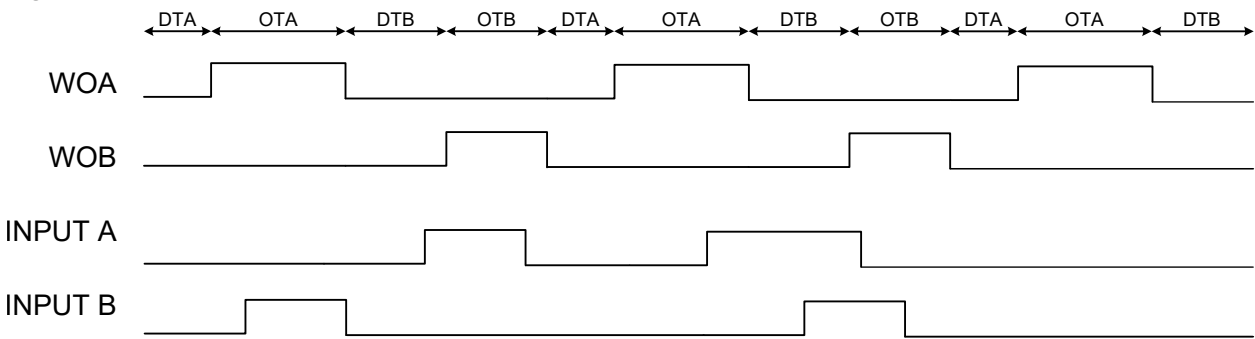 DTA OTA DTB OTB DTA OTA DTB OTB DTA OTA DTB
WOA
WOB
INPUT A
INPUT B